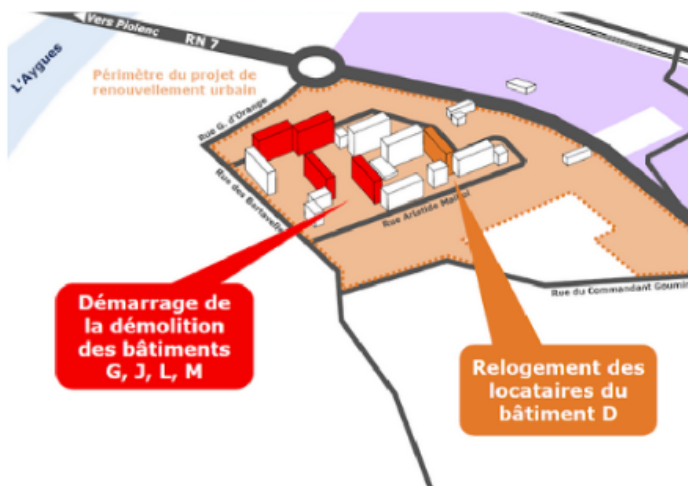 Vers Piolenc
RN 7
L'Aygues
Périmètre du projet de
renouvellement urbain
Rue G. d'Orange
Rue des Bartavelles
Rue Aristide Maillol
Rue du Commandant Goumin
Démarrage de
la démolition
des bâtiments
G, J, L, M
Relogement des
locataires du
bâtiment D